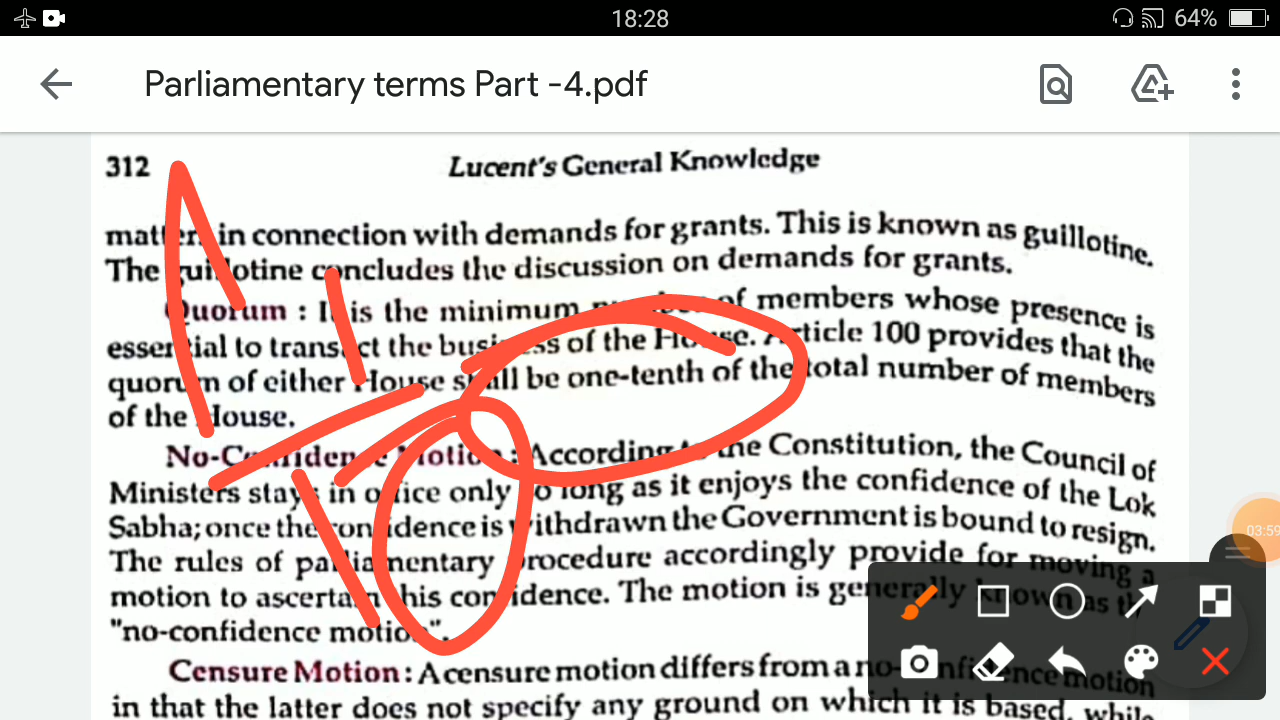 18:28
64%
Parliamentary terms Part -4.pdf
312 Lucent's General Knowledge
matters in connection with demands for grants. This is known as guillotine.
The guillotine concludes the discussion on demands for grants.
Quorum : It is the minimum number of members whose presence is
essential to transact the business of the House. Article 100 provides that the
quorum of either House shall be one-tenth of the total number of members
of the House.
No-Confidence Motion : According to the Constitution, the Council of
Ministers stays in office only so long as it enjoys the confidence of the Lok
Sabha; once the confidence is withdrawn the Government is bound to resign.
The rules of parliamentary procedure accordingly provide for moving a
motion to ascertain this confidence. The motion is generally known as the
"no-confidence motion".
Censure Motion : A censure motion differs from a no-confidence motion
in that the latter does not specify any ground on which it is based, while
1
10
03:59